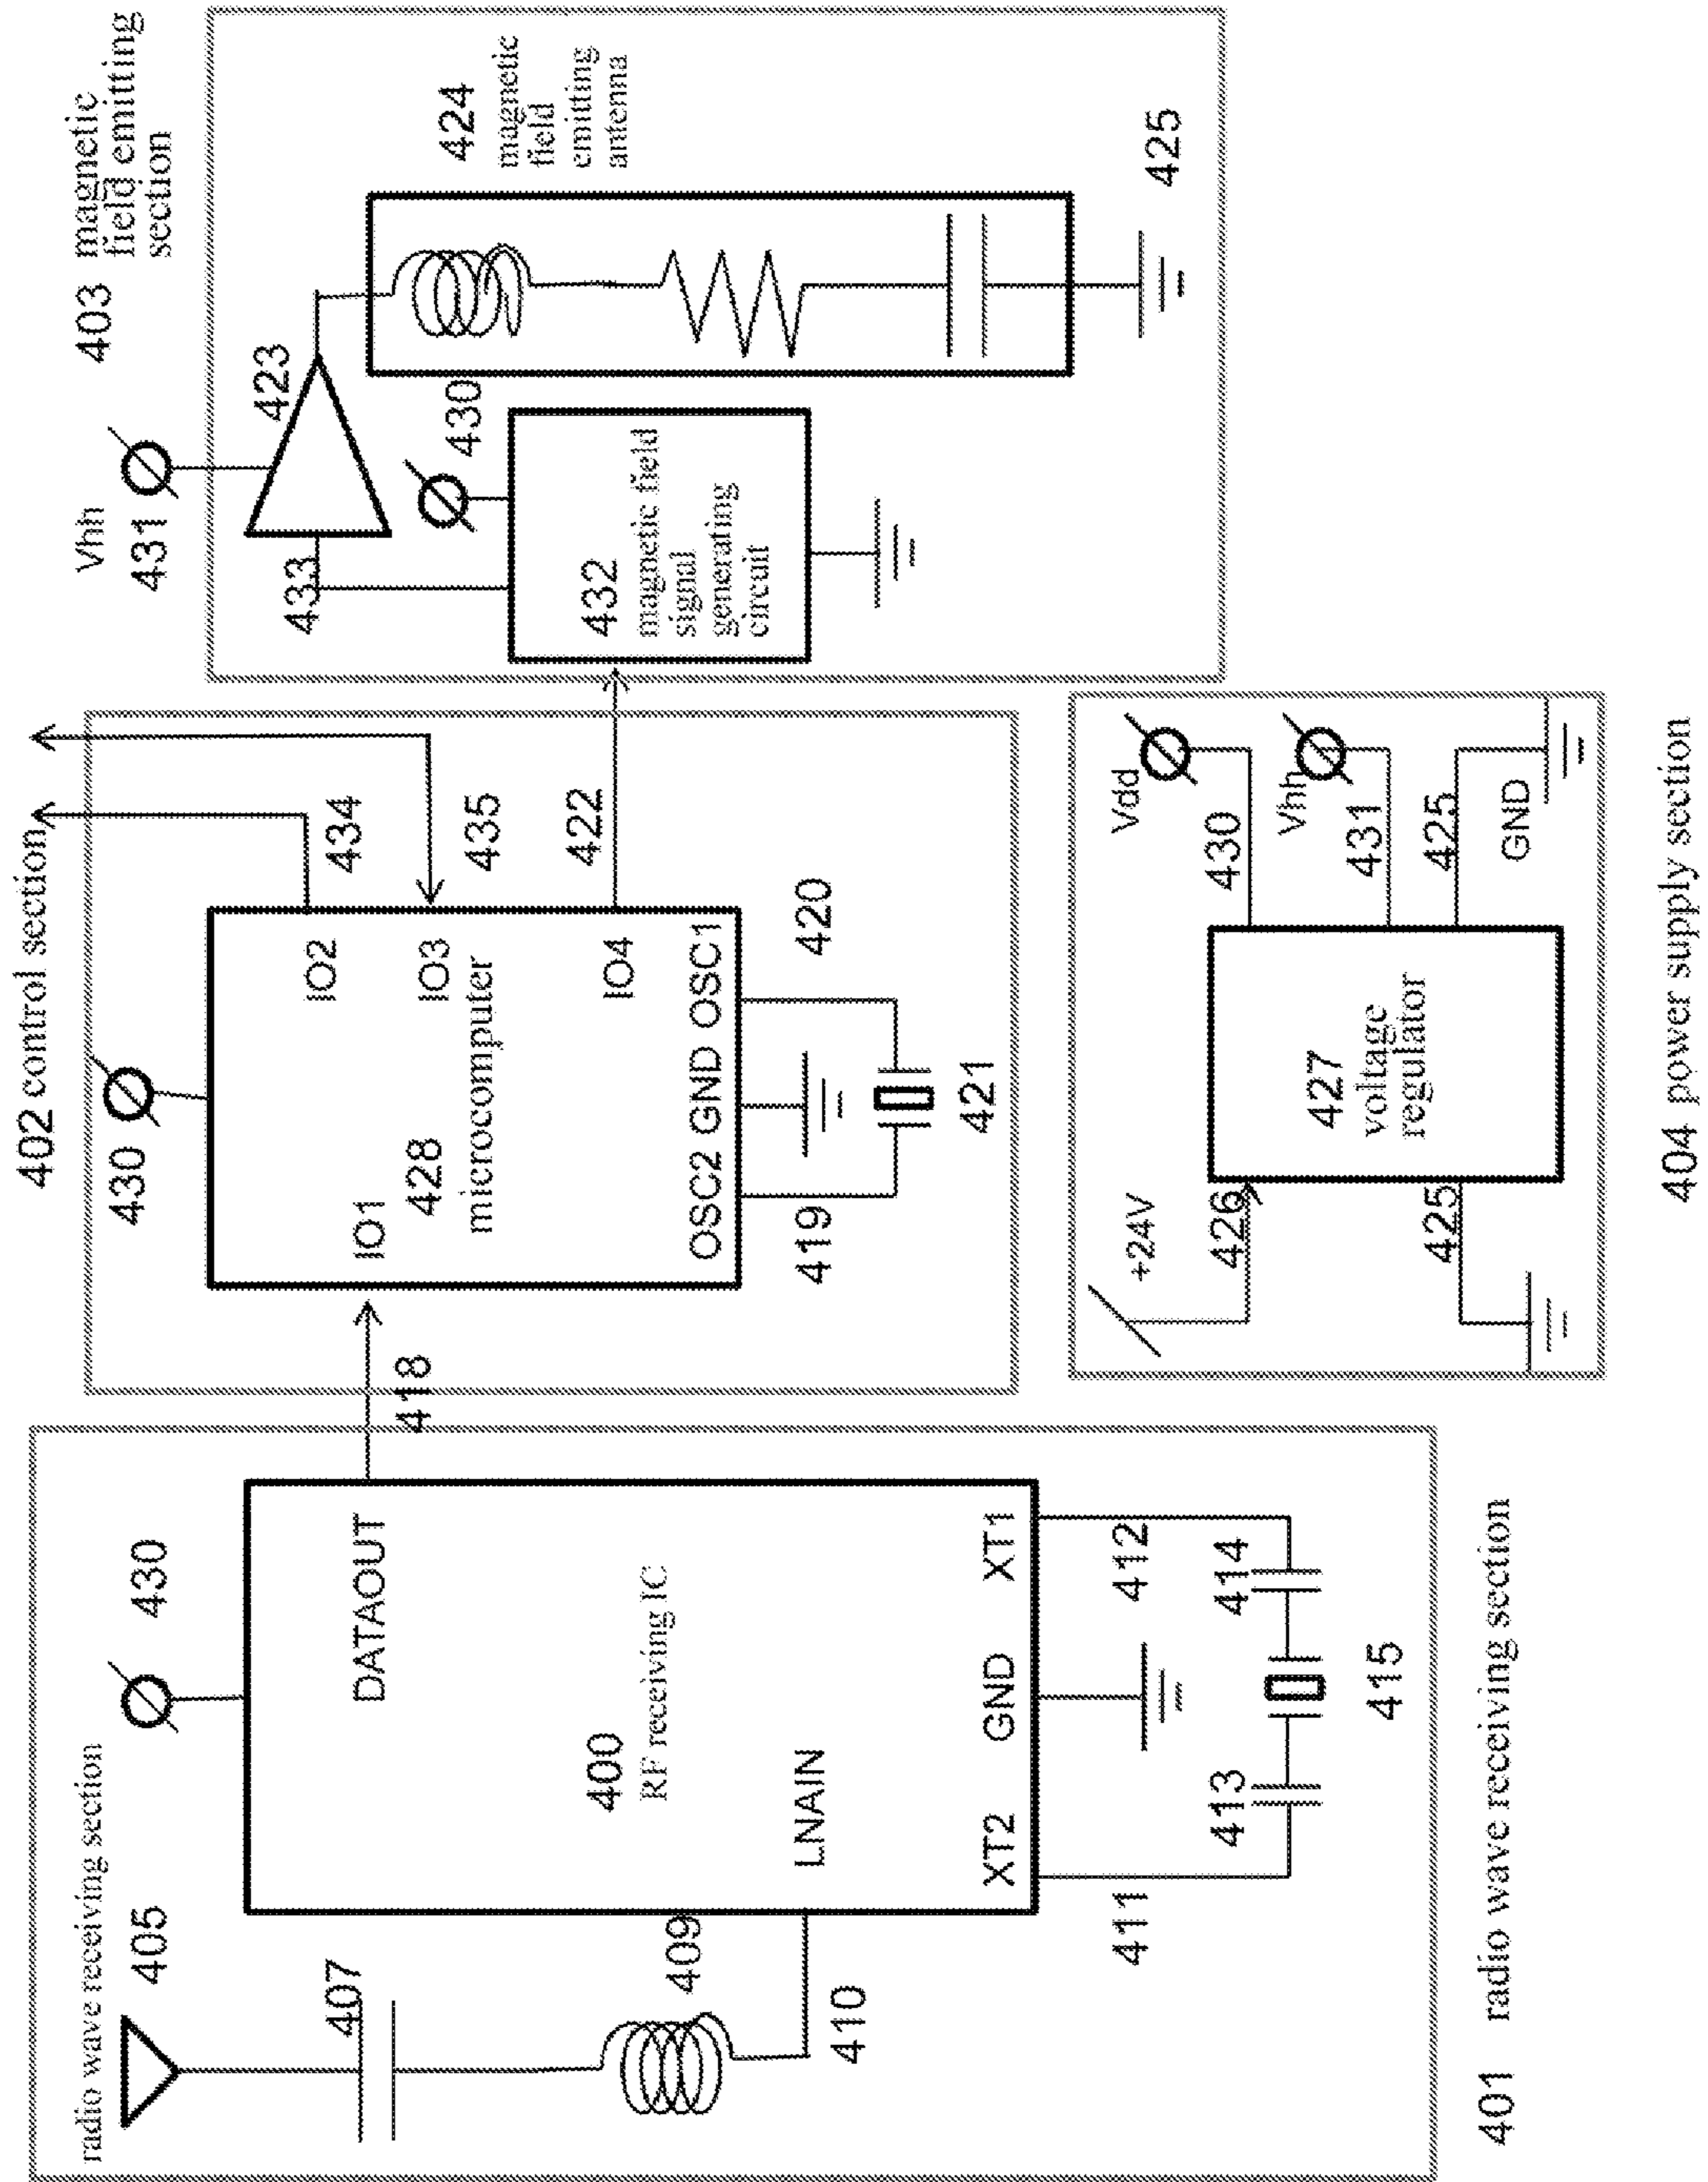 radio wave receiving section
405
407
409
410
430
DATAOUT
400
RF receiving IC
LNAIN
XT2 GND XT1
411
412
413
414
415
401 radio wave receiving section
402 control section
418
430
IO1
IO2
434
428
microcomputer
IO3
435
IO4
422
OSC2 GND OSC1
419
420
421
403 magnetic
field emitting
section
Vhh
431
433
423
430
432
magnetic field
signal
generating
circuit
424
magnetic
field
emitting
antenna
425
+24V
426
425
427
voltage
regulator
Vdd
430
Vhh
431
425
GND
404 power supply section